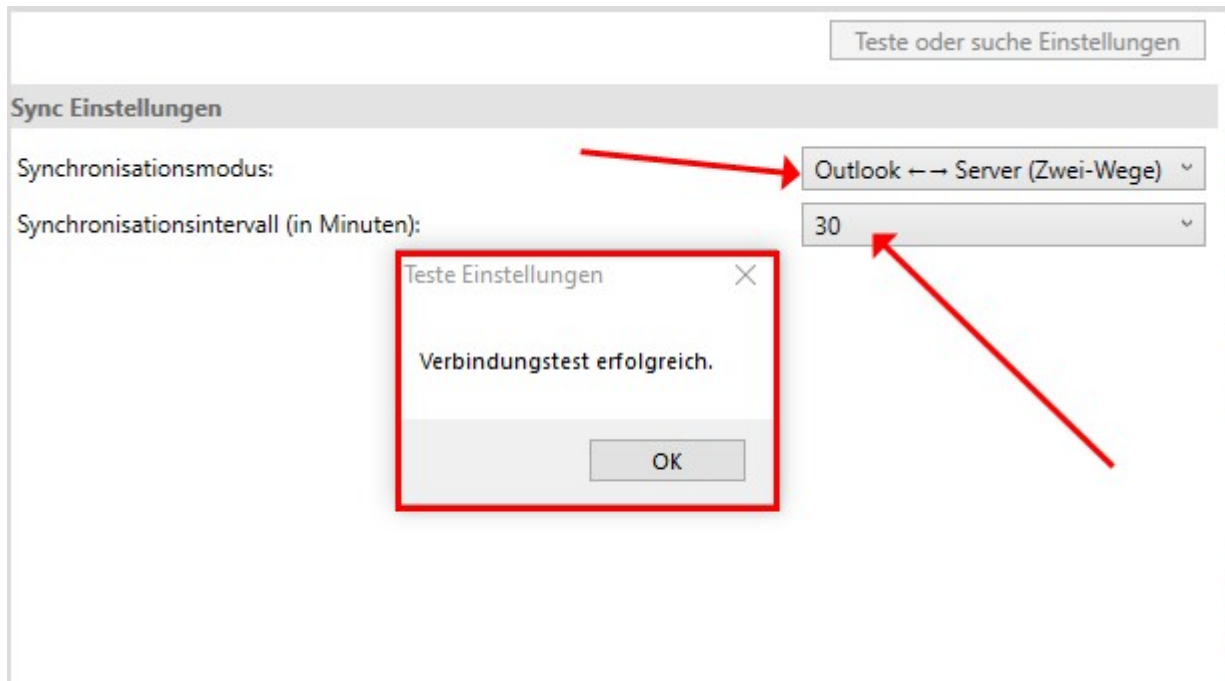 Teste oder suche Einstellungen
Sync Einstellungen
Synchronisationsmodus:
Outlook ←→ Server (Zwei-Wege)
Synchronisationsintervall (in Minuten):
30
Teste Einstellungen
Verbindungstest erfolgreich.
OK